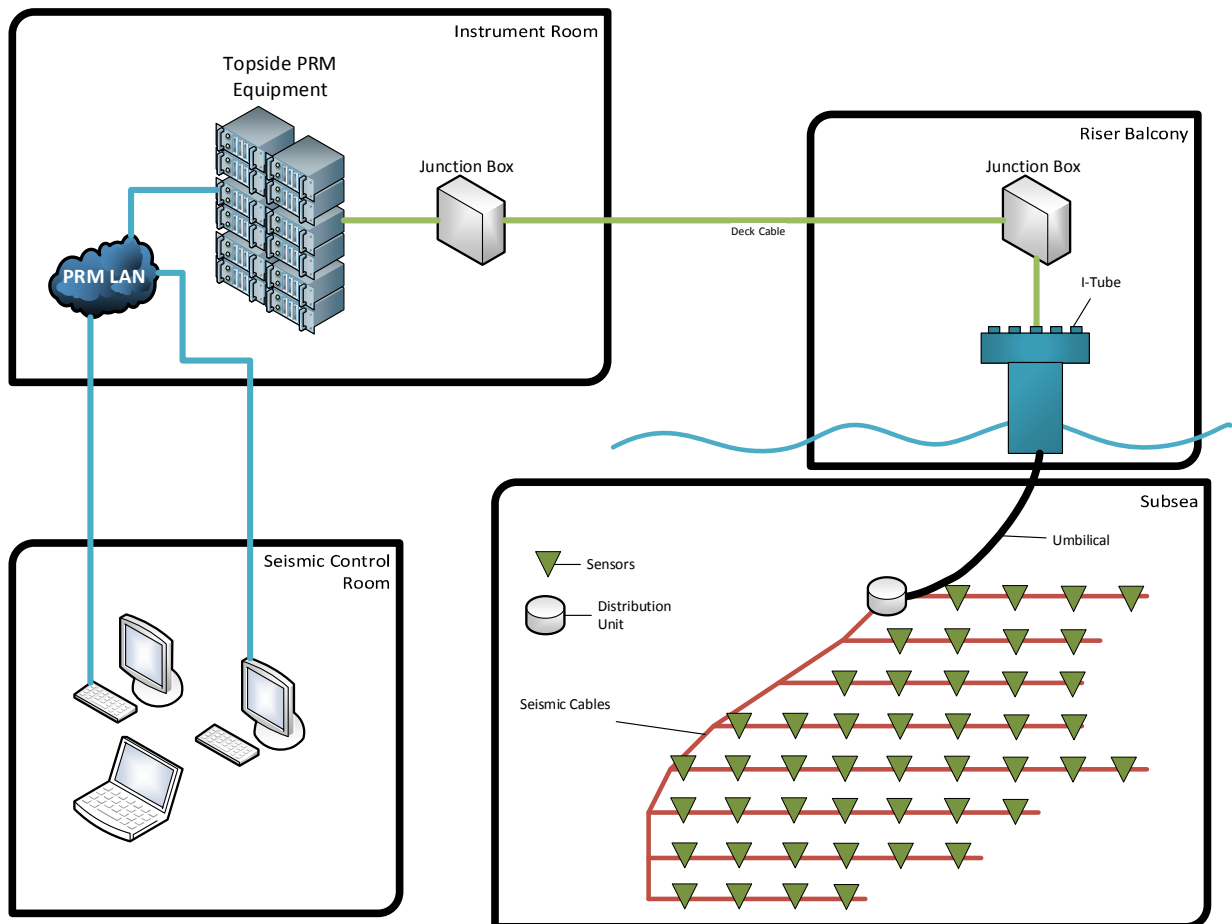 Instrument Room
Topside PRM
Equipment
Junction Box
PRM LAN
Deck Cable
Riser Balcony
Junction Box
I-Tube
Seismic Control
Room
Subsea
Umbilical
Sensors
Distribution
Unit
Seismic Cables